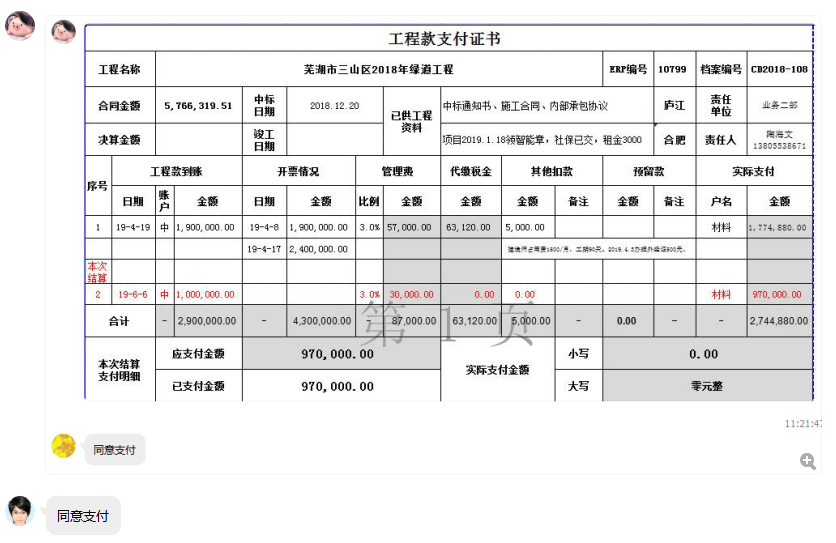 工程款支付证书
工程名称 芜湖市三山区2018年绿道工程 ERP编号 10799 档案编号 CD2018-108
合同金额 5,766,319.51 中标日期 2018.12.20 已供工程资料 中标通知书、施工合同、内部承包协议 庐江 责任单位 业务二部
决算金额 竣工日期 项目2019.1.18领智能章，社保已交，租金3000 合肥 责任人 陶海文 13805538671
序号 工程款到账 开票情况 管理费 代缴税金 其他扣款 预留款 实际支付
日期 账户 金额 日期 金额 比例 金额 金额 金额 备注 金额 备注 户名 金额
1 19-4-19 中 1,900,000.00 19-4-8 1,900,000.00 3.0% 57,000.00 63,120.00 5,000.00 材料 1,774,880.00
19-4-17 2,400,000.00
本次结算
2 19-6-6 中 1,000,000.00 3.0% 30,000.00 0.00 0.00 材料 970,000.00
合计 - 2,900,000.00 - 4,300,000.00 - 87,000.00 63,120.00 5,000.00 - 0.00 - - 2,744,880.00
第 1 页
本次结算支付明细 应支付金额 970,000.00 实际支付金额 小写 0.00
已支付金额 970,000.00 大写 零元整
11:21:47
同意支付
同意支付